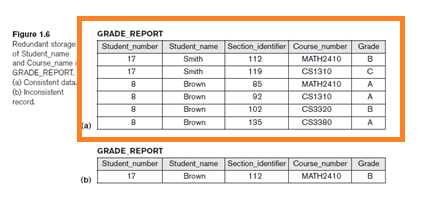 Figure 1.6
Redundant storage
of Student_name
and Course_name i
GRADE_REPORT.
(a) Consistent data.
(b) Inconsistent
record.
GRADE_REPORT
Student_number Student_name Section_identifier Course_number Grade
17 Smith 112 MATH2410 B
17 Smith 119 CS1310 C
8 Brown 85 MATH2410 A
8 Brown 92 CS1310 A
8 Brown 102 CS3320 B
8 Brown 135 CS3380 A
(a)
GRADE_REPORT
Student_number Student_name Section_identifier Course_number Grade
(b) 17 Brown 112 MATH2410 B